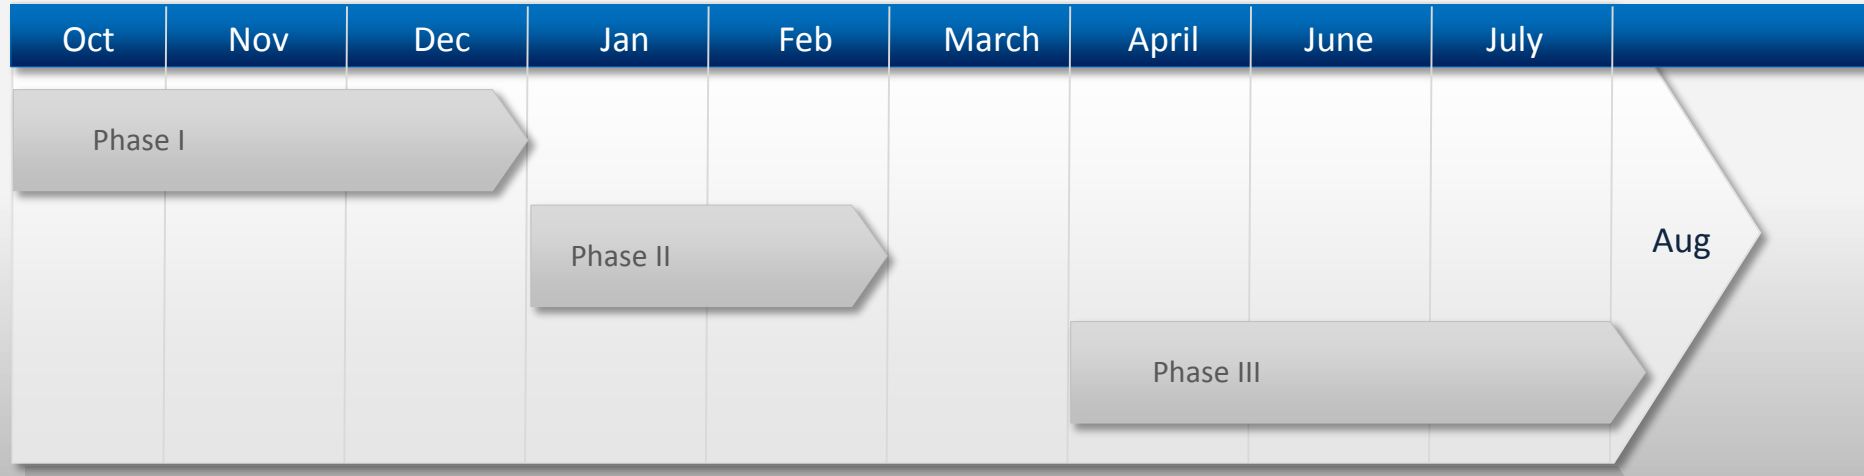 Oct Nov Dec Jan Feb March April June July
Phase I
Phase II
Aug
Phase III